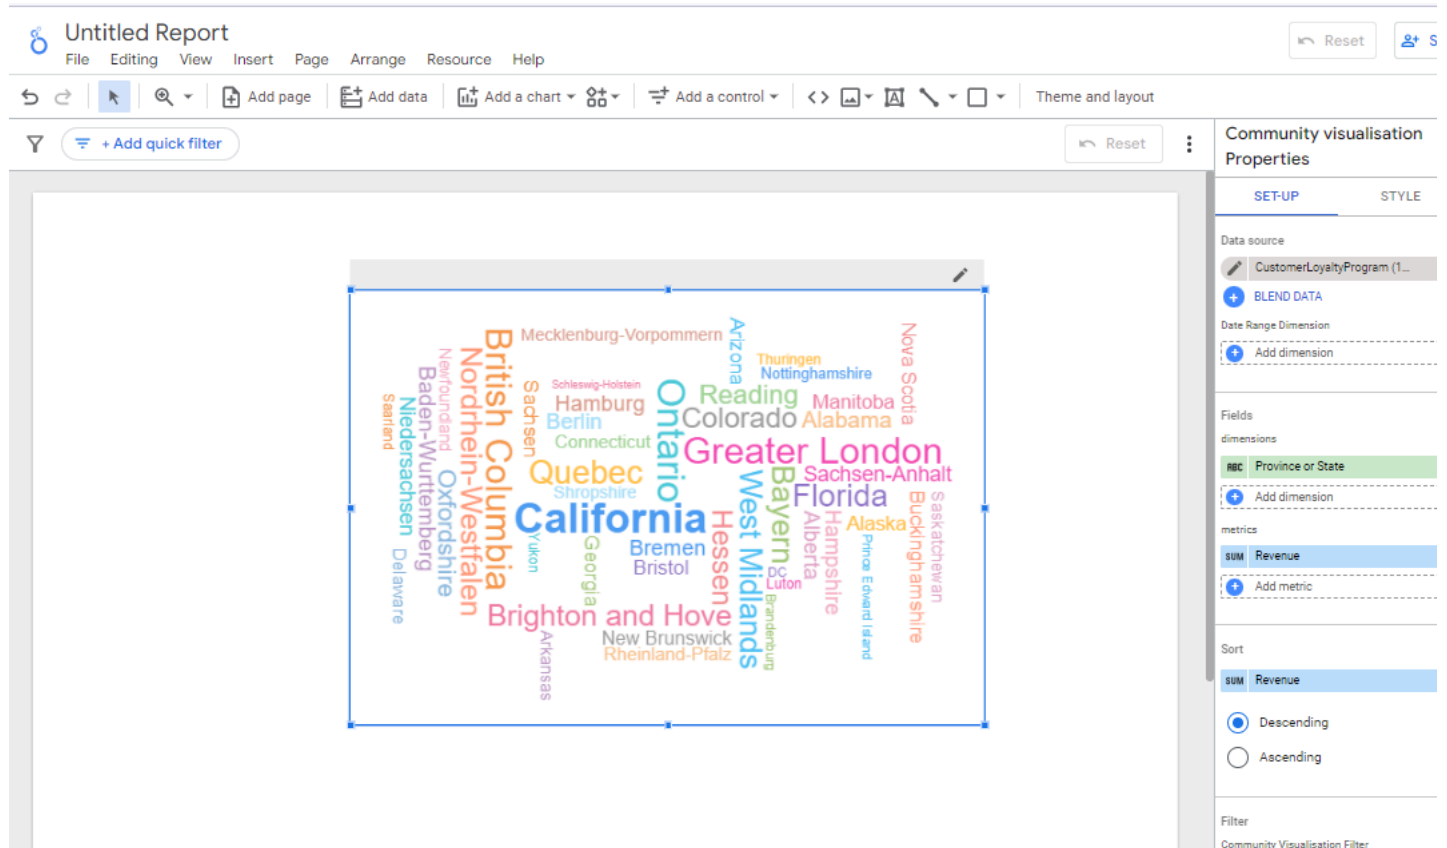 Untitled Report
File Editing View Insert Page Arrange Resource Help
Reset
S
Add page
Add data
Add a chart
Add a control
Theme and layout
+ Add quick filter
Reset
Community visualisation
Properties
SET-UP STYLE
Data source
CustomerLoyaltyProgram (1...
BLEND DATA
Date Range Dimension
Add dimension
Fields
dimensions
ABC Province or State
Add dimension
metrics
SUM Revenue
Add metric
Sort
SUM Revenue
Descending
Ascending
Filter
Community Visualisation Filter
Mecklenburg-Vorpommern
Arizona
Nova Scotia
Thuringen
Nottinghamshire
British Columbia
Nordrhein-Westfalen
Newfoundland
Baden-Wurttemberg
Niedersachsen
Saarland
Sachsen
Schleswig-Holstein
Hamburg
Berlin
Connecticut
Ontario
Reading
Colorado
Manitoba
Alabama
Greater London
Quebec
Shropshire
California
Oxfordshire
Delaware
Yukon
Georgia
Bremen
Bristol
Hessen
West Midlands
Bayern
Sachsen-Anhalt
Florida
Alberta
Hampshire
Alaska
Buckinghamshire
Saskatchewan
Prince Edward Island
DC
Luton
Brandenburg
Brighton and Hove
New Brunswick
Rheinland-Pfalz
Arkansas